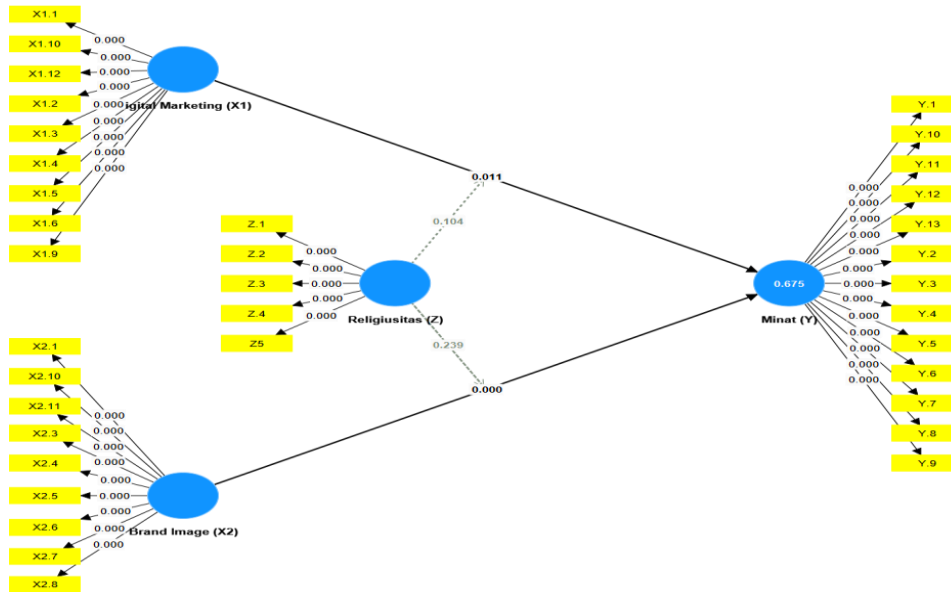 X1.1
X1.10
X1.12
X1.2
X1.3
X1.4
X1.5
X1.6
X1.9
0.000
0.000
0.000
0.000
0.000
0.000
0.000
0.000
0.000
igital Marketing (X1)
0.011
0.104
Z.1
Z.2
Z.3
Z.4
Z5
0.000
0.000
0.000
0.000
0.000
Religiusitas (Z)
0.239
0.000
X2.1
X2.10
X2.11
X2.3
X2.4
X2.5
X2.6
X2.7
X2.8
0.000
0.000
0.000
0.000
0.000
0.000
0.000
0.000
0.000
Brand Image (X2)
0.675
Minat (Y)
0.000
0.000
0.000
0.000
0.000
0.000
0.000
0.000
0.000
0.000
0.000
0.000
0.000
Y.1
Y.10
Y.11
Y.12
Y.13
Y.2
Y.3
Y.4
Y.5
Y.6
Y.7
Y.8
Y.9